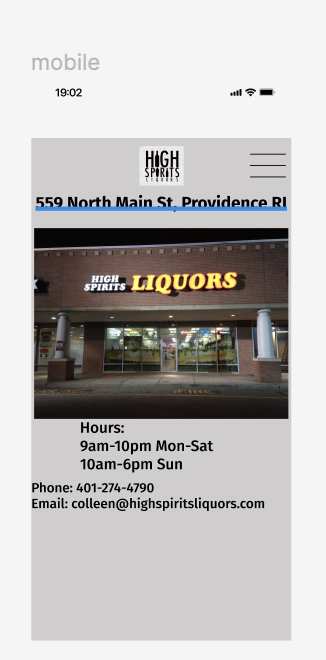 mobile
19:02
HIGH
SPIRITS
LIQUORS
559 North Main St, Providence RI
HIGH
SPIRITS LIQUORS
Hours:
9am-10pm Mon-Sat
10am-6pm Sun
Phone: 401-274-4790
Email: colleen@highspiritsliquors.com